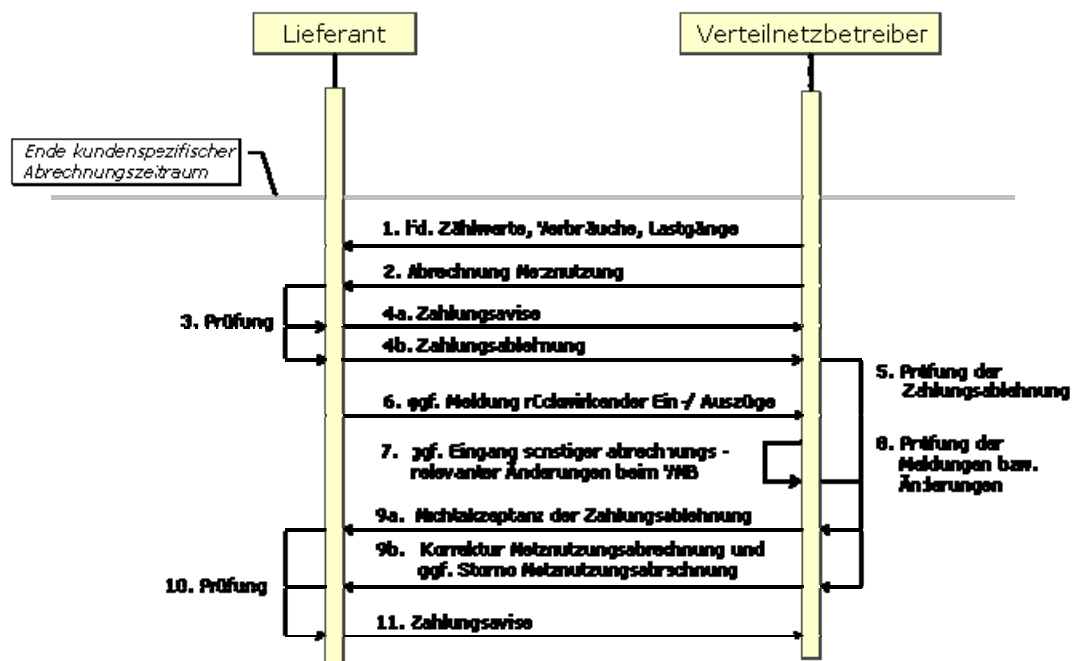 Lieferant
Verteilnetzbetreiber
Ende kundenspezifischer
Abrechnungszeitraum
1. lfd. Zählwerte, Verbräuche, Lastgänge
2. Abrechnung Netznutzung
3. Prüfung
4a. Zahlungsavise
4b. Zahlungsablehnung
5. Prüfung der
Zahlungsablehnung
6. ggf. Meldung rückwirkender Ein-/ Auszüge
7. ggf. Eingang sonstiger abrechnungs -
relevanter Änderungen beim VNB
8. Prüfung der
Meldungen bzw.
Änderungen
9a. Nichtakzeptanz der Zahlungsablehnung
9b. Korrektur Netznutzungsabrechnung und
ggf. Storno Netznutzungsabrechnung
10. Prüfung
11. Zahlungsavise